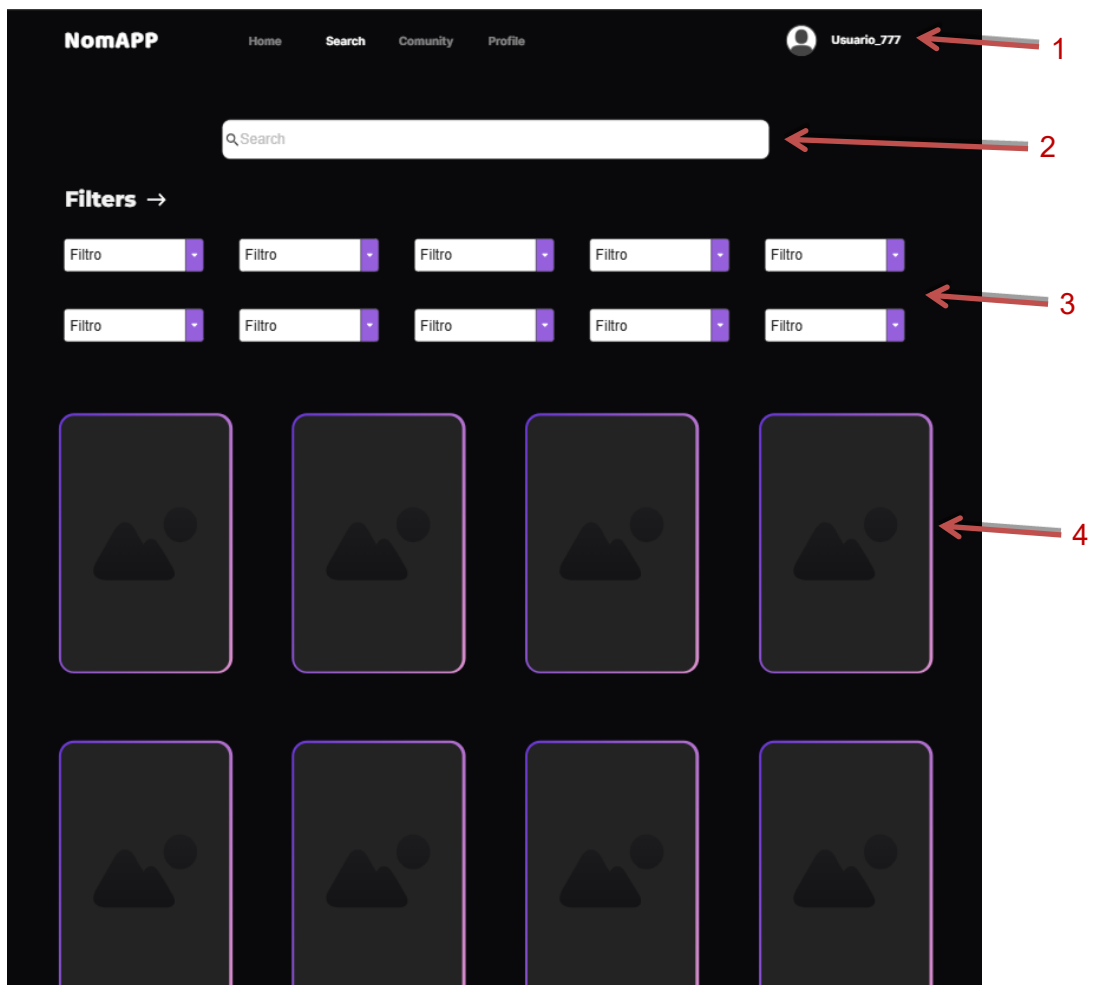 NomAPP Home Search Comunity Profile Usuario_777 1
Search 2
Filters →
Filtro Filtro Filtro Filtro Filtro
3
Filtro Filtro Filtro Filtro Filtro
4